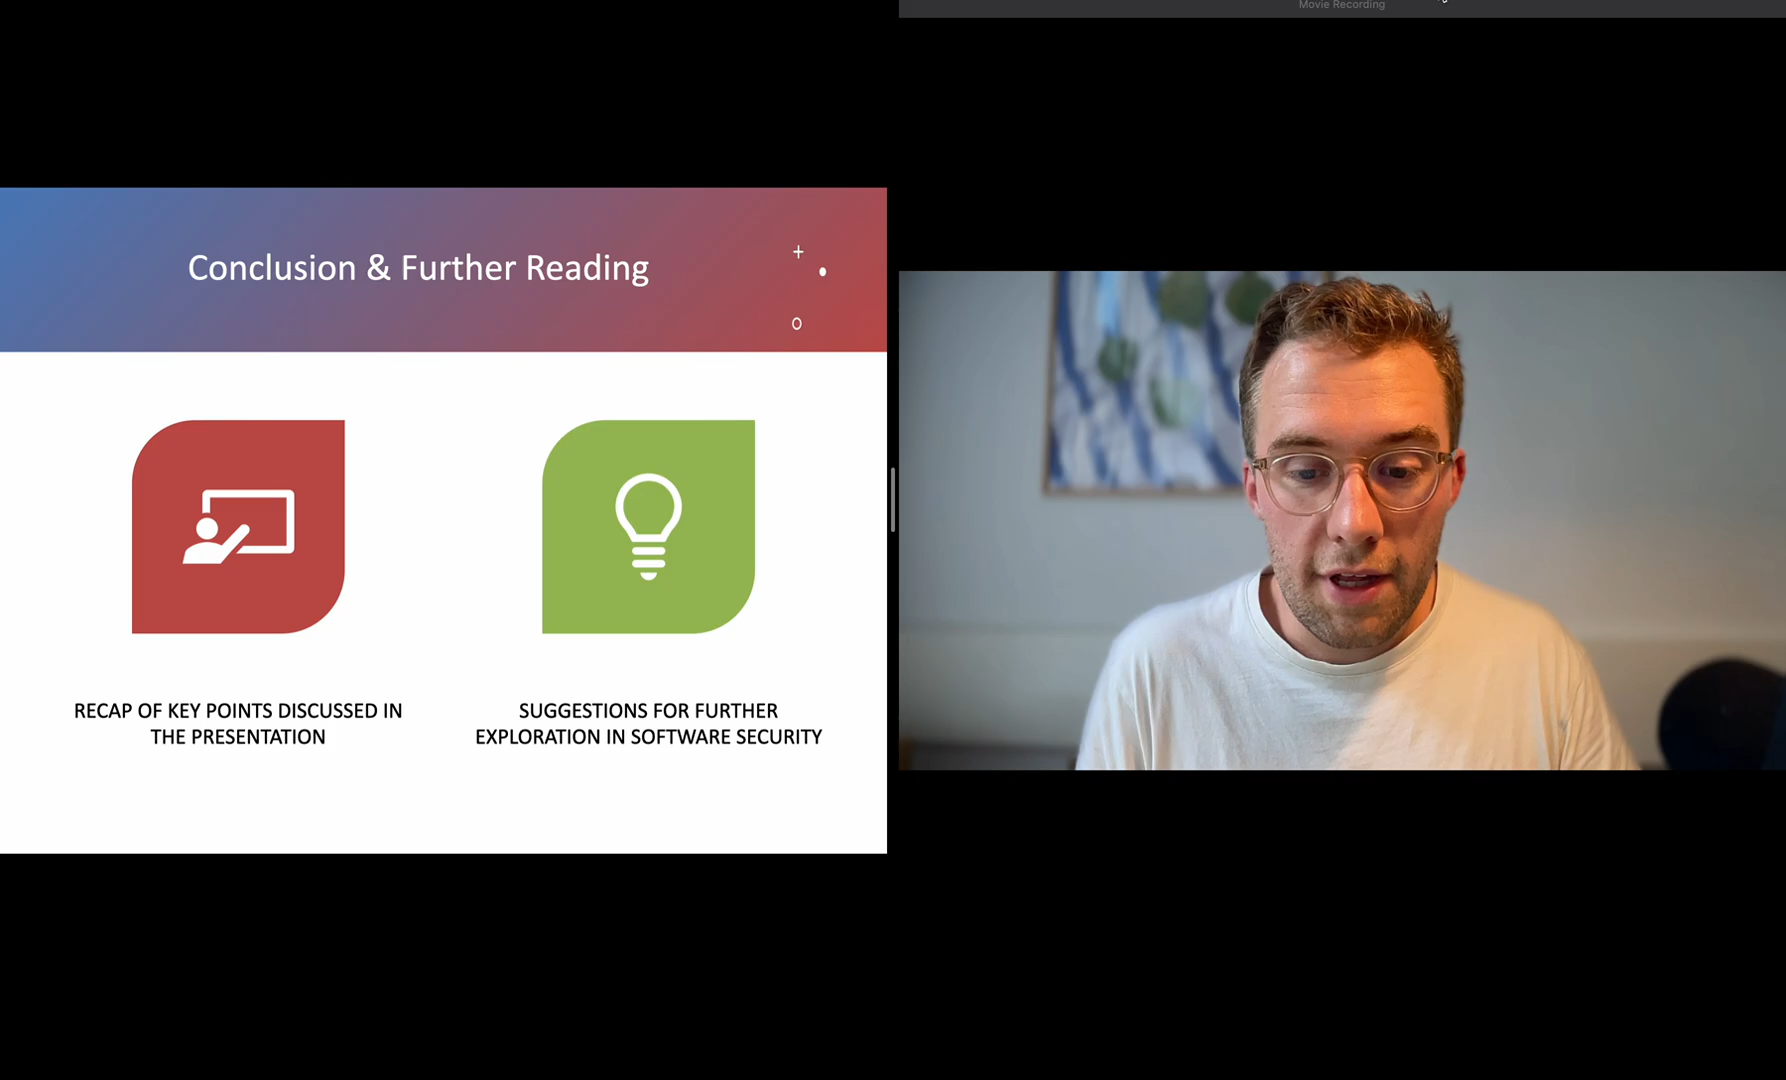 Movie Recording
Conclusion & Further Reading
RECAP OF KEY POINTS DISCUSSED IN
THE PRESENTATION
SUGGESTIONS FOR FURTHER
EXPLORATION IN SOFTWARE SECURITY